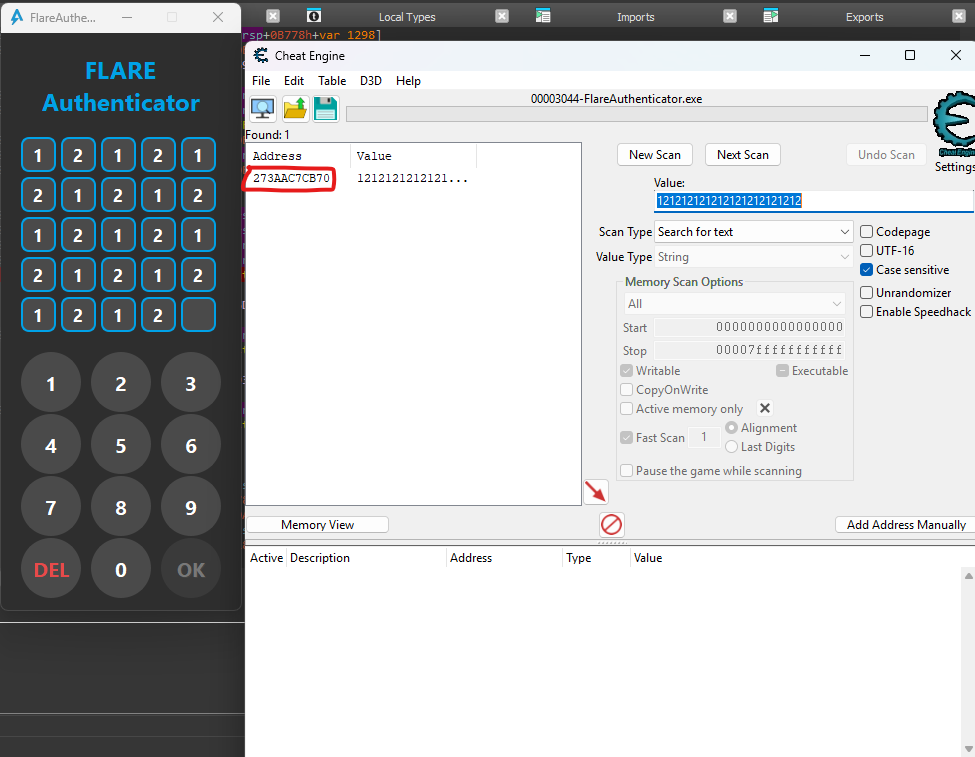 FlareAuthe...
Local Types
Imports
Exports
rsp+0B778h+var_1298]
FLARE
Authenticator
1 2 1 2 1
2 1 2 1 2
1 2 1 2 1
2 1 2 1 2
1 2 1 2
1 2 3
4 5 6
7 8 9
DEL 0 OK
Cheat Engine
File Edit Table D3D Help
00003044-FlareAuthenticator.exe
Found: 1
Address Value
273AAC7CB70 1212121212121...
New Scan Next Scan Undo Scan
Cheat Engine
Settings
Value:
121212121212121212121212
Scan Type Search for text
Value Type String
Codepage
UTF-16
Case sensitive
Memory Scan Options
All
Start 0000000000000000
Stop 00007fffffffffff
Writable Executable
CopyOnWrite
Active memory only
Fast Scan 1 Alignment
Last Digits
Pause the game while scanning
Unrandomizer
Enable Speedhack
Memory View
Add Address Manually
Active Description Address Type Value